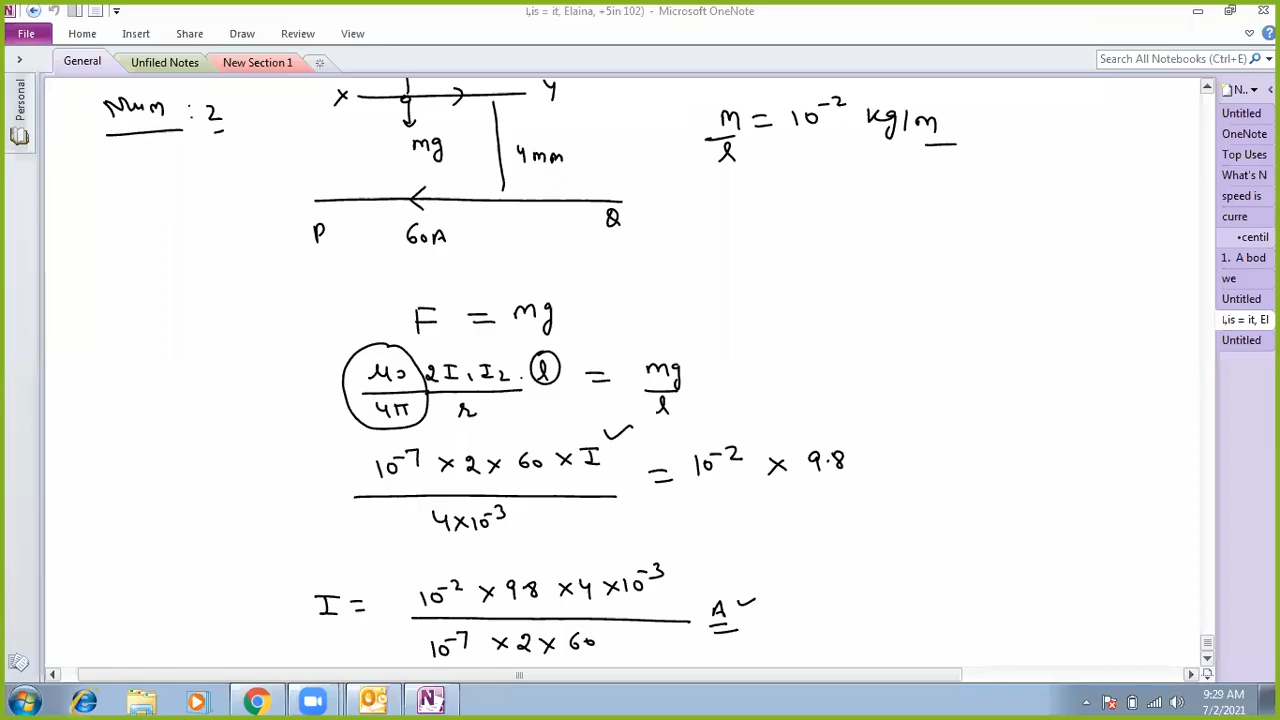 I,is = it, Elaina, +5in 102) - Microsoft OneNote
File Home Insert Share Draw Review View
General Unfiled Notes New Section 1
Search All Notebooks (Ctrl+E)
Personal
N..
Untitled
OneNote
Top Uses
What's N
speed is
curre
•centil
1. A bod
we
Untitled
I,is = it, El
Untitled
Num : 2
X Y
mg
4mm
P 60A Q
m/l = 10⁻² kg/m
F = mg
μ0/4π 2I1I2/r . l = mg/l
10⁻⁷ × 2 × 60 × I ✓ / 4×10⁻³ = 10⁻² × 9.8
I = 10⁻² × 9.8 × 4 × 10⁻³ / 10⁻⁷ × 2 × 60 A ✓
9:29 AM
7/2/2021